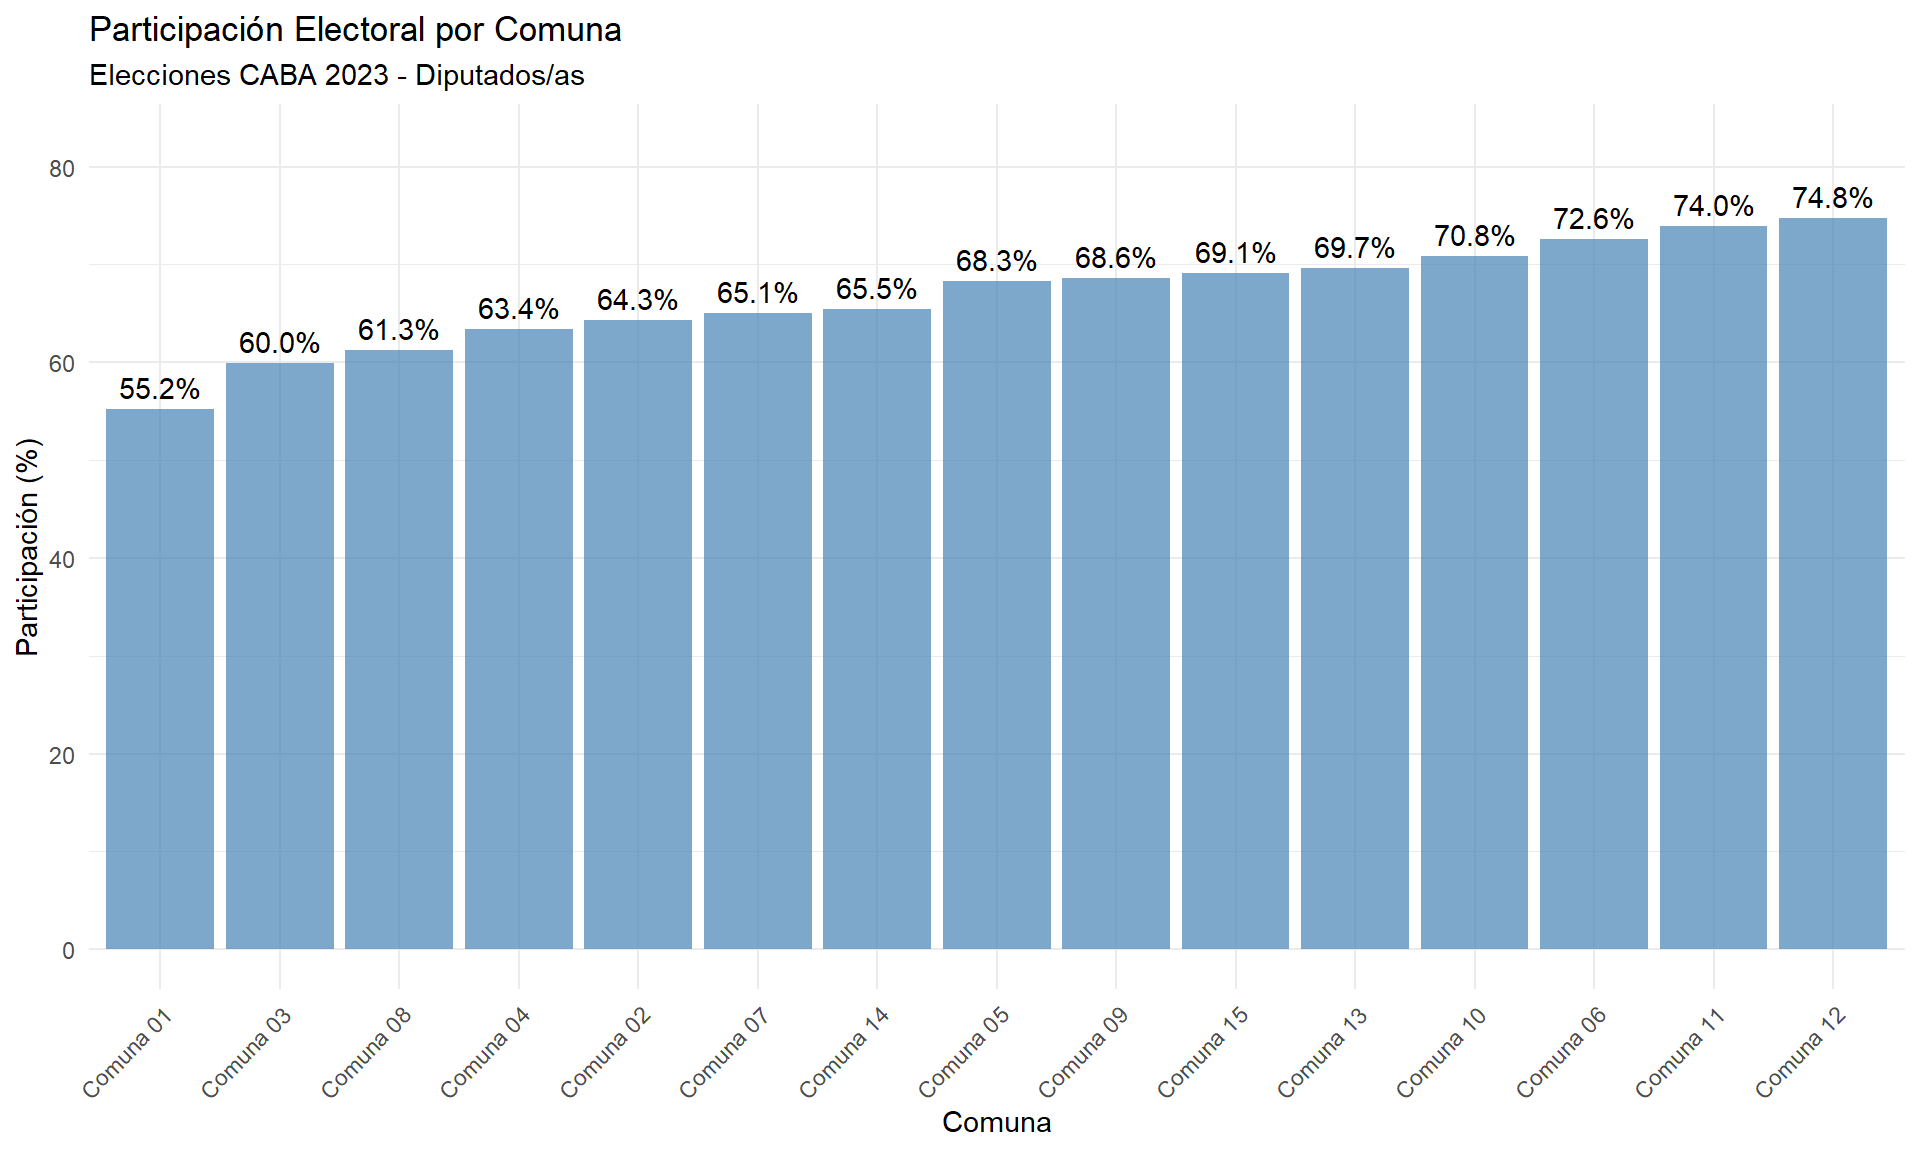 Participación Electoral por Comuna
Elecciones CABA 2023 - Diputados/as
Participación (%)
80
60
40
20
0
55.2%
60.0%
61.3%
63.4%
64.3%
65.1%
65.5%
68.3%
68.6%
69.1%
69.7%
70.8%
72.6%
74.0%
74.8%
Comuna 01
Comuna 03
Comuna 08
Comuna 04
Comuna 02
Comuna 07
Comuna 14
Comuna 05
Comuna 09
Comuna 15
Comuna 13
Comuna 10
Comuna 06
Comuna 11
Comuna 12
Comuna